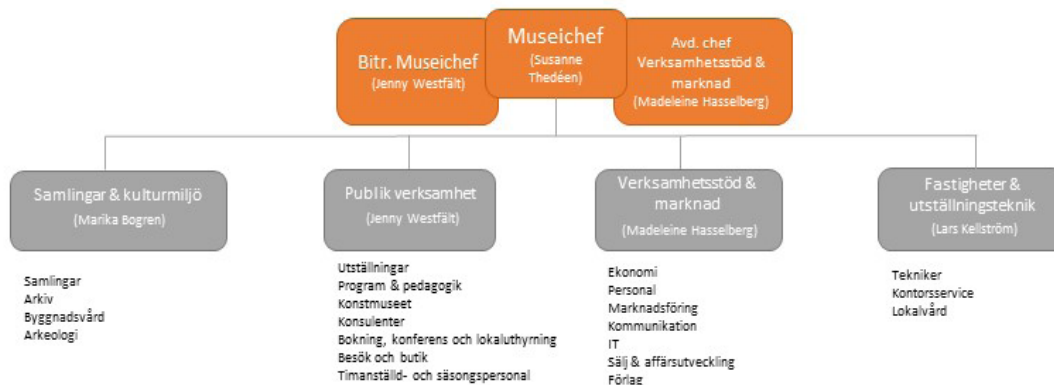 Bitr. Museichef
(Jenny Westfält)
Museichef
(Susanne
Thedéen)
Avd. chef
Verksamhetsstöd &
marknad
(Madeleine Hasselberg)
Samlingar & kulturmiljö
(Marika Bogren)
Samlingar
Arkiv
Byggnadsvård
Arkeologi
Publik verksamhet
(Jenny Westfält)
Utställningar
Program & pedagogik
Konstmuseet
Konsulenter
Bokning, konferens och lokaluthyrning
Besök och butik
Timanställd- och säsongspersonal
Verksamhetsstöd &
marknad
(Madeleine Hasselberg)
Ekonomi
Personal
Marknadsföring
Kommunikation
IT
Sälj & affärsutveckling
Förlag
Fastigheter &
utställningsteknik
(Lars Kellström)
Tekniker
Kontorsservice
Lokalvård